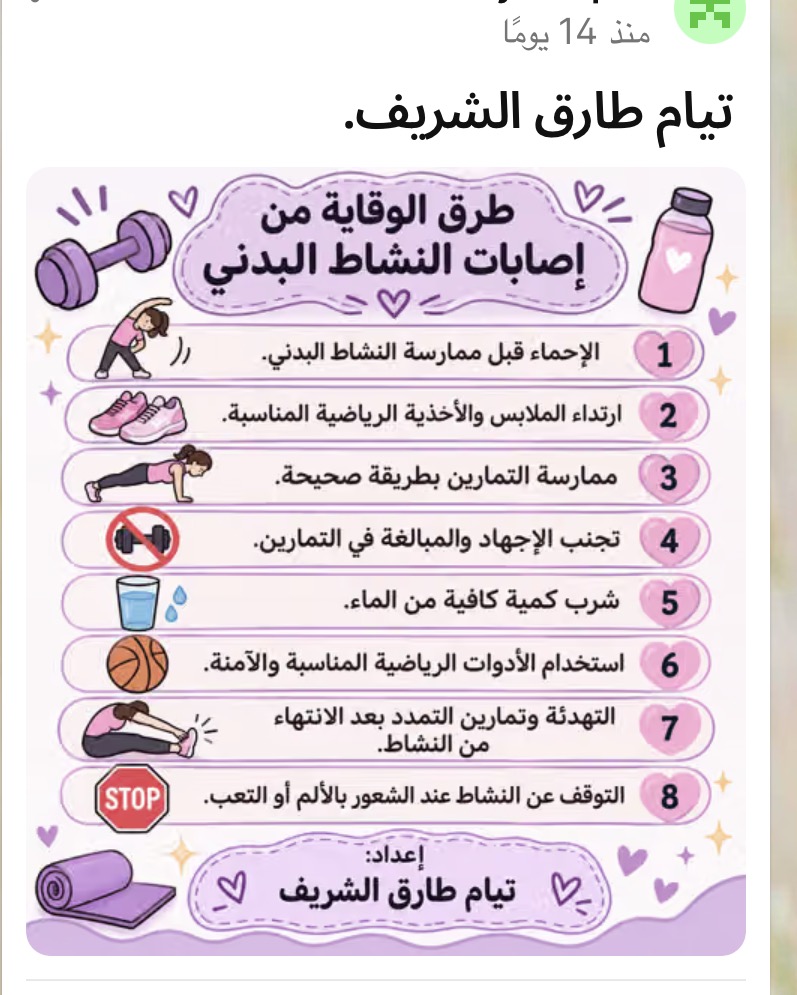 منذ 14 يومًا
تيام طارق الشريف.
طرق الوقاية من
إصابات النشاط البدني
1 الإحماء قبل ممارسة النشاط البدني.
2 ارتداء الملابس والأخذية الرياضية المناسبة.
3 ممارسة التمارين بطريقة صحيحة.
4 تجنب الإجهاد والمبالغة في التمارين.
5 شرب كمية كافية من الماء.
6 استخدام الأدوات الرياضية المناسبة والآمنة.
7 التهدئة وتمارين التمدد بعد الانتهاء
من النشاط.
8 التوقف عن النشاط عند الشعور بالألم أو التعب.
STOP
إعداد:
تيام طارق الشريف